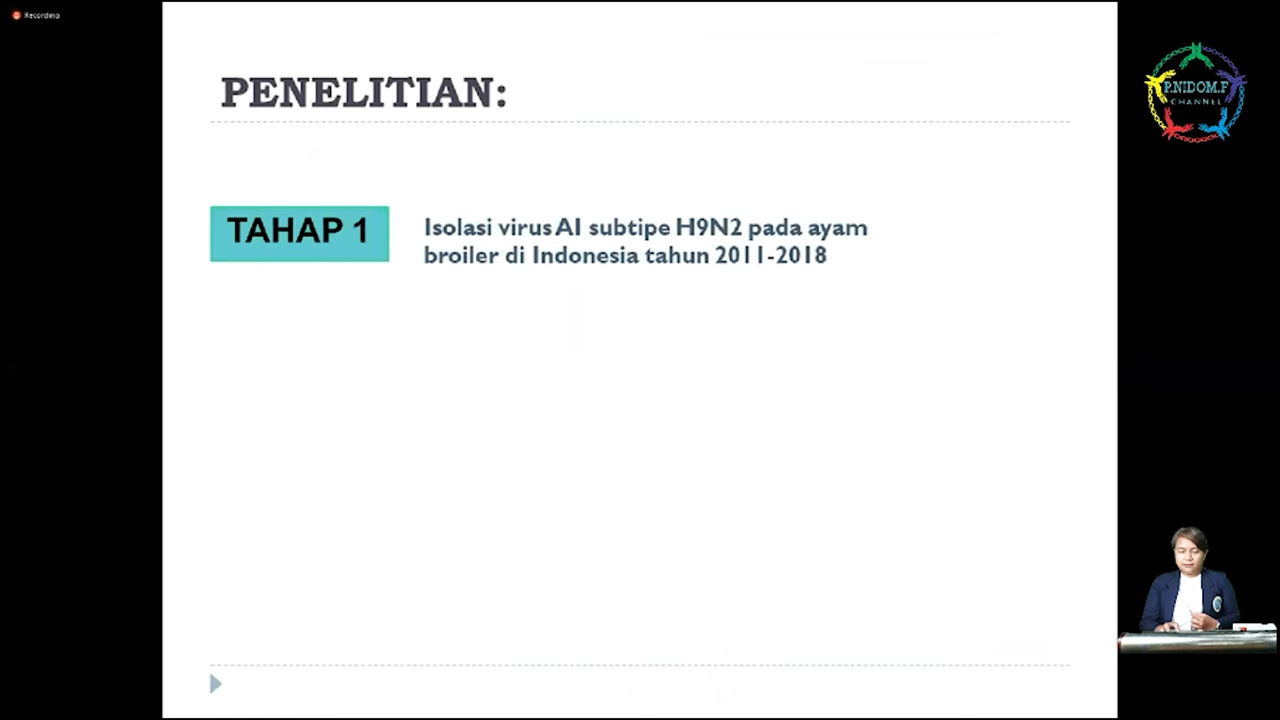 Recording
PENELITIAN:
P.NIDOM.F
CHANNEL
TAHAP 1
Isolasi virus AI subtipe H9N2 pada ayam
broiler di Indonesia tahun 2011-2018